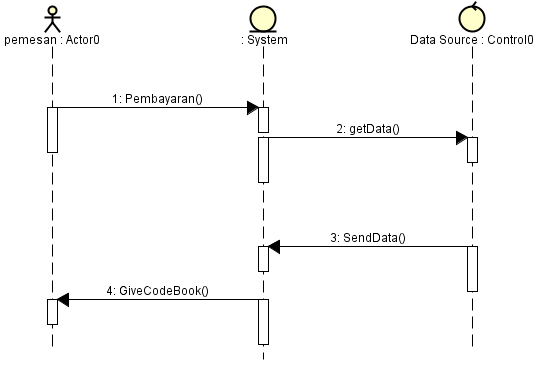 pemesan : Actor0
: System
Data Source : Control0
1: Pembayaran()
2: getData()
3: SendData()
4: GiveCodeBook()